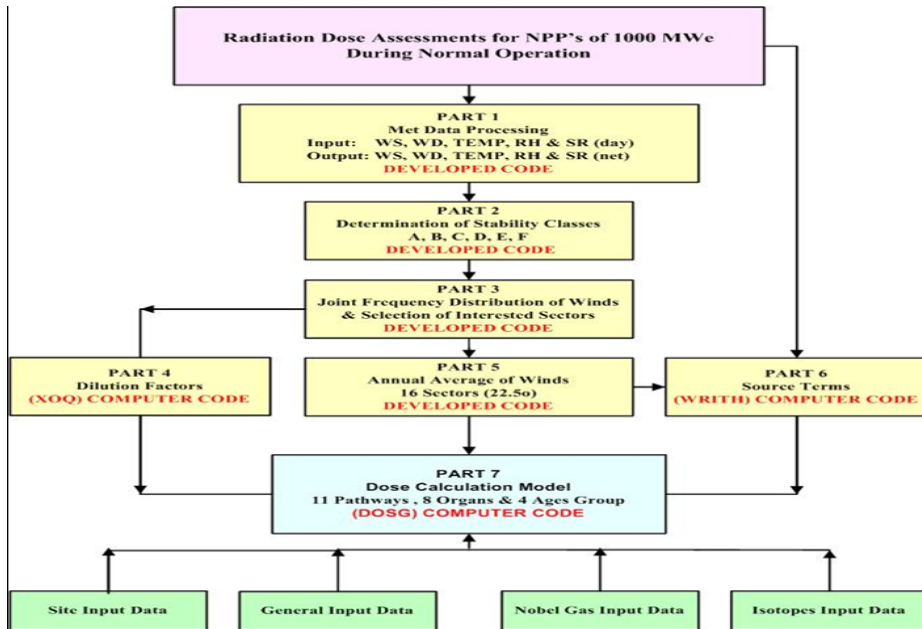 Radiation Dose Assessments for NPP's of 1000 MWe
During Normal Operation
PART 1
Met Data Processing
Input: WS, WD, TEMP, RH & SR (day)
Output: WS, WD, TEMP, RH & SR (net)
DEVELOPED CODE
PART 2
Determination of Stability Classes
A, B, C, D, E, F
DEVELOPED CODE
PART 3
Joint Frequency Distribution of Winds
& Selection of Interested Sectors
DEVELOPED CODE
PART 4
Dilution Factors
(XOQ) COMPUTER CODE
PART 5
Annual Average of Winds
16 Sectors (22.5o)
DEVELOPED CODE
PART 6
Source Terms
(WRITH) COMPUTER CODE
PART 7
Dose Calculation Model
11 Pathways , 8 Organs & 4 Ages Group
(DOSG) COMPUTER CODE
Site Input Data
General Input Data
Nobel Gas Input Data
Isotopes Input Data